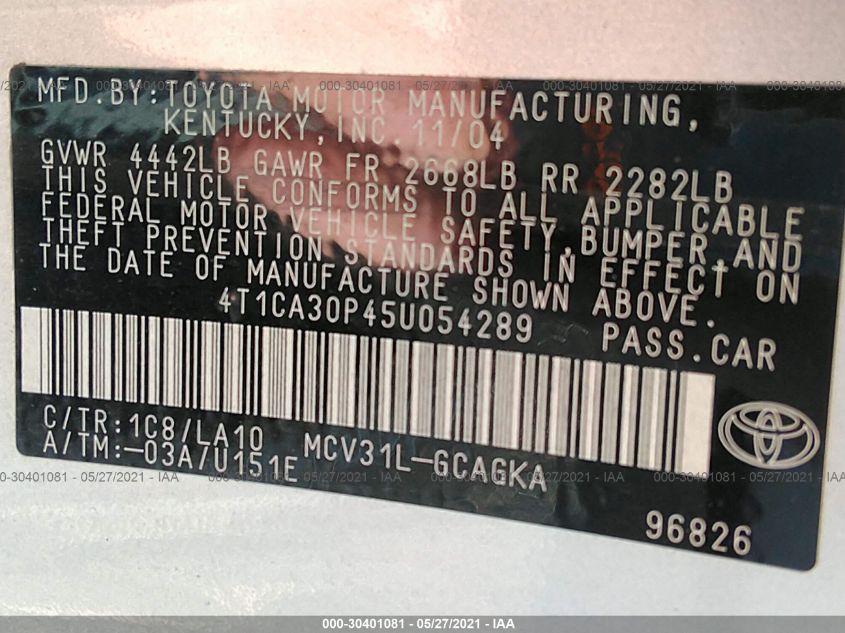 MFD.BY:TOYOTA MOTOR MANUFACTURING,
KENTUCKY, INC 11/04
GVWR 4442LB GAWR FR 2668LB RR 2282LB
THIS VEHICLE CONFORMS TO ALL APPLICABLE
FEDERAL MOTOR VEHICLE SAFETY,BUMPER,AND
THEFT PREVENTION STANDARDS IN EFFECT ON
THE DATE OF MANUFACTURE SHOWN ABOVE.
4T1CA30P45U054289 PASS.CAR
C/TR:1C8/LA10 MCV31L-GCAGKA
A/TM:-03A/U151E
96826
000-30401081 - 05/27/2021 - IAA